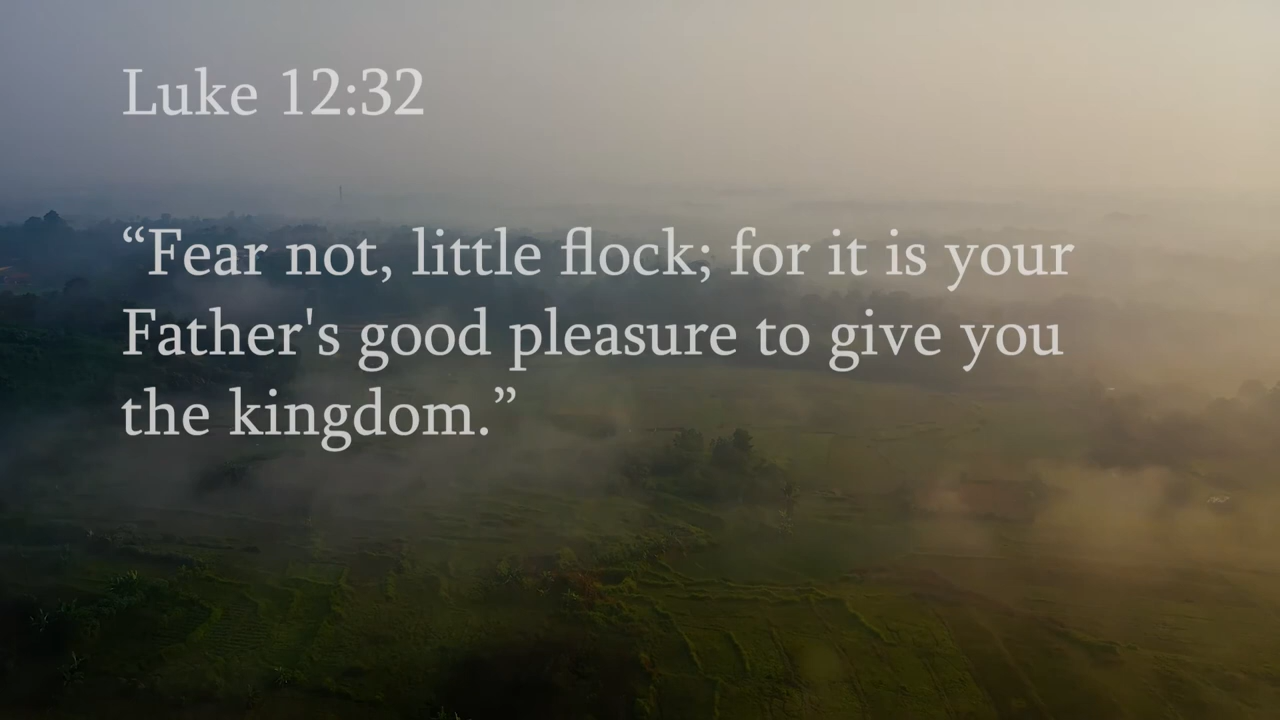 Luke 12:32
“Fear not, little flock; for it is your
Father's good pleasure to give you
the kingdom.”